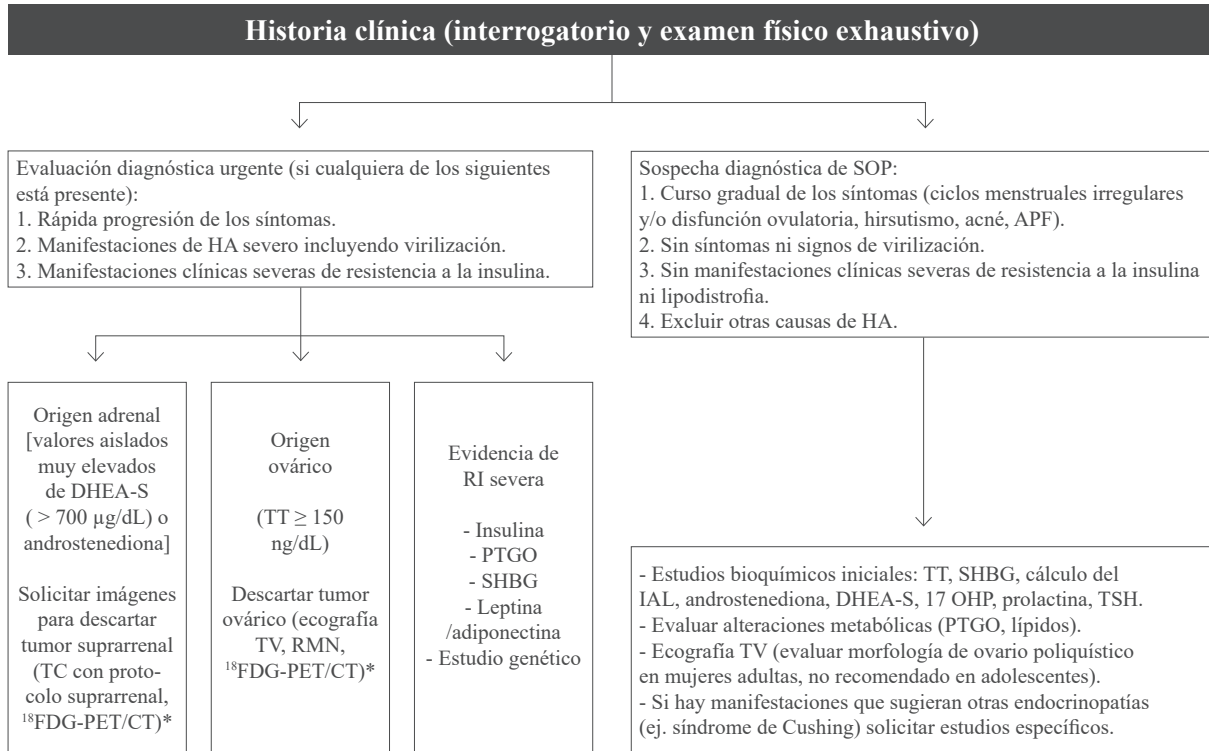 Historia clínica (interrogatorio y examen físico exhaustivo)
Evaluación diagnóstica urgente (si cualquiera de los siguientes
está presente):
1. Rápida progresión de los síntomas.
2. Manifestaciones de HA severo incluyendo virilización.
3. Manifestaciones clínicas severas de resistencia a la insulina.
Sospecha diagnóstica de SOP:
1. Curso gradual de los síntomas (ciclos menstruales irregulares
y/o disfunción ovulatoria, hirsutismo, acné, APF).
2. Sin síntomas ni signos de virilización.
3. Sin manifestaciones clínicas severas de resistencia a la insulina
ni lipodistrofia.
4. Excluir otras causas de HA.
Origen adrenal
[valores aislados
muy elevados
de DHEA-S
( > 700 µg/dL) o
androstenediona]
Solicitar imágenes
para descartar
tumor suprarrenal
(TC con proto-
colo suprarrenal,
¹⁸FDG-PET/CT)*
Origen
ovárico
(TT ≥ 150
ng/dL)
Descartar tumor
ovárico (ecografía
TV, RMN,
¹⁸FDG-PET/CT)*
Evidencia de
RI severa
- Insulina
- PTGO
- SHBG
- Leptina
/adiponectina
- Estudio genético
- Estudios bioquímicos iniciales: TT, SHBG, cálculo del
IAL, androstenediona, DHEA-S, 17 OHP, prolactina, TSH.
- Evaluar alteraciones metabólicas (PTGO, lípidos).
- Ecografía TV (evaluar morfología de ovario poliquístico
en mujeres adultas, no recomendado en adolescentes).
- Si hay manifestaciones que sugieran otras endocrinopatías
(ej. síndrome de Cushing) solicitar estudios específicos.